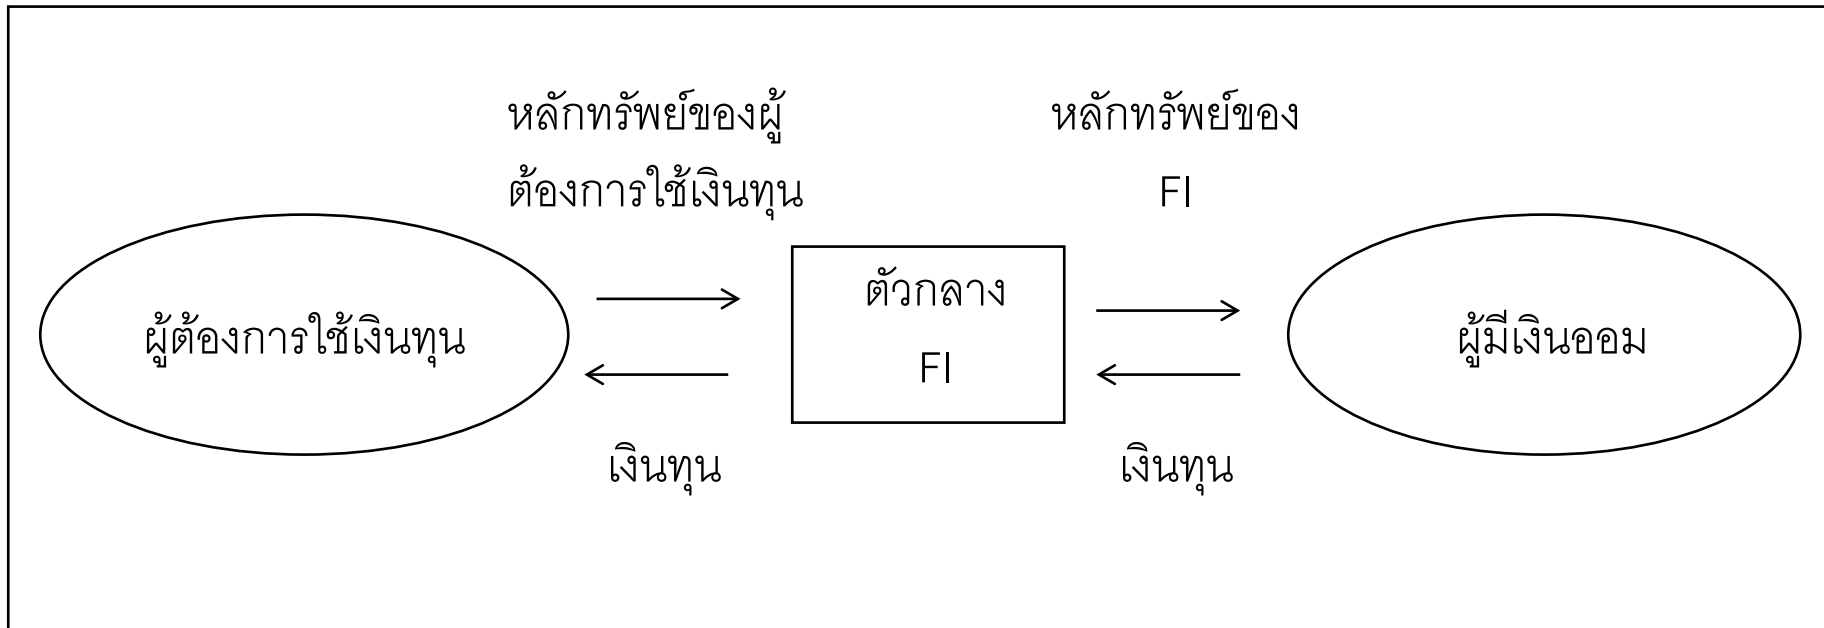 หลักทรัพย์ของผู้
ต้องการใช้เงินทุน
หลักทรัพย์ของ
FI
ผู้ต้องการใช้เงินทุน
ตัวกลาง
FI
ผู้มีเงินออม
เงินทุน
เงินทุน